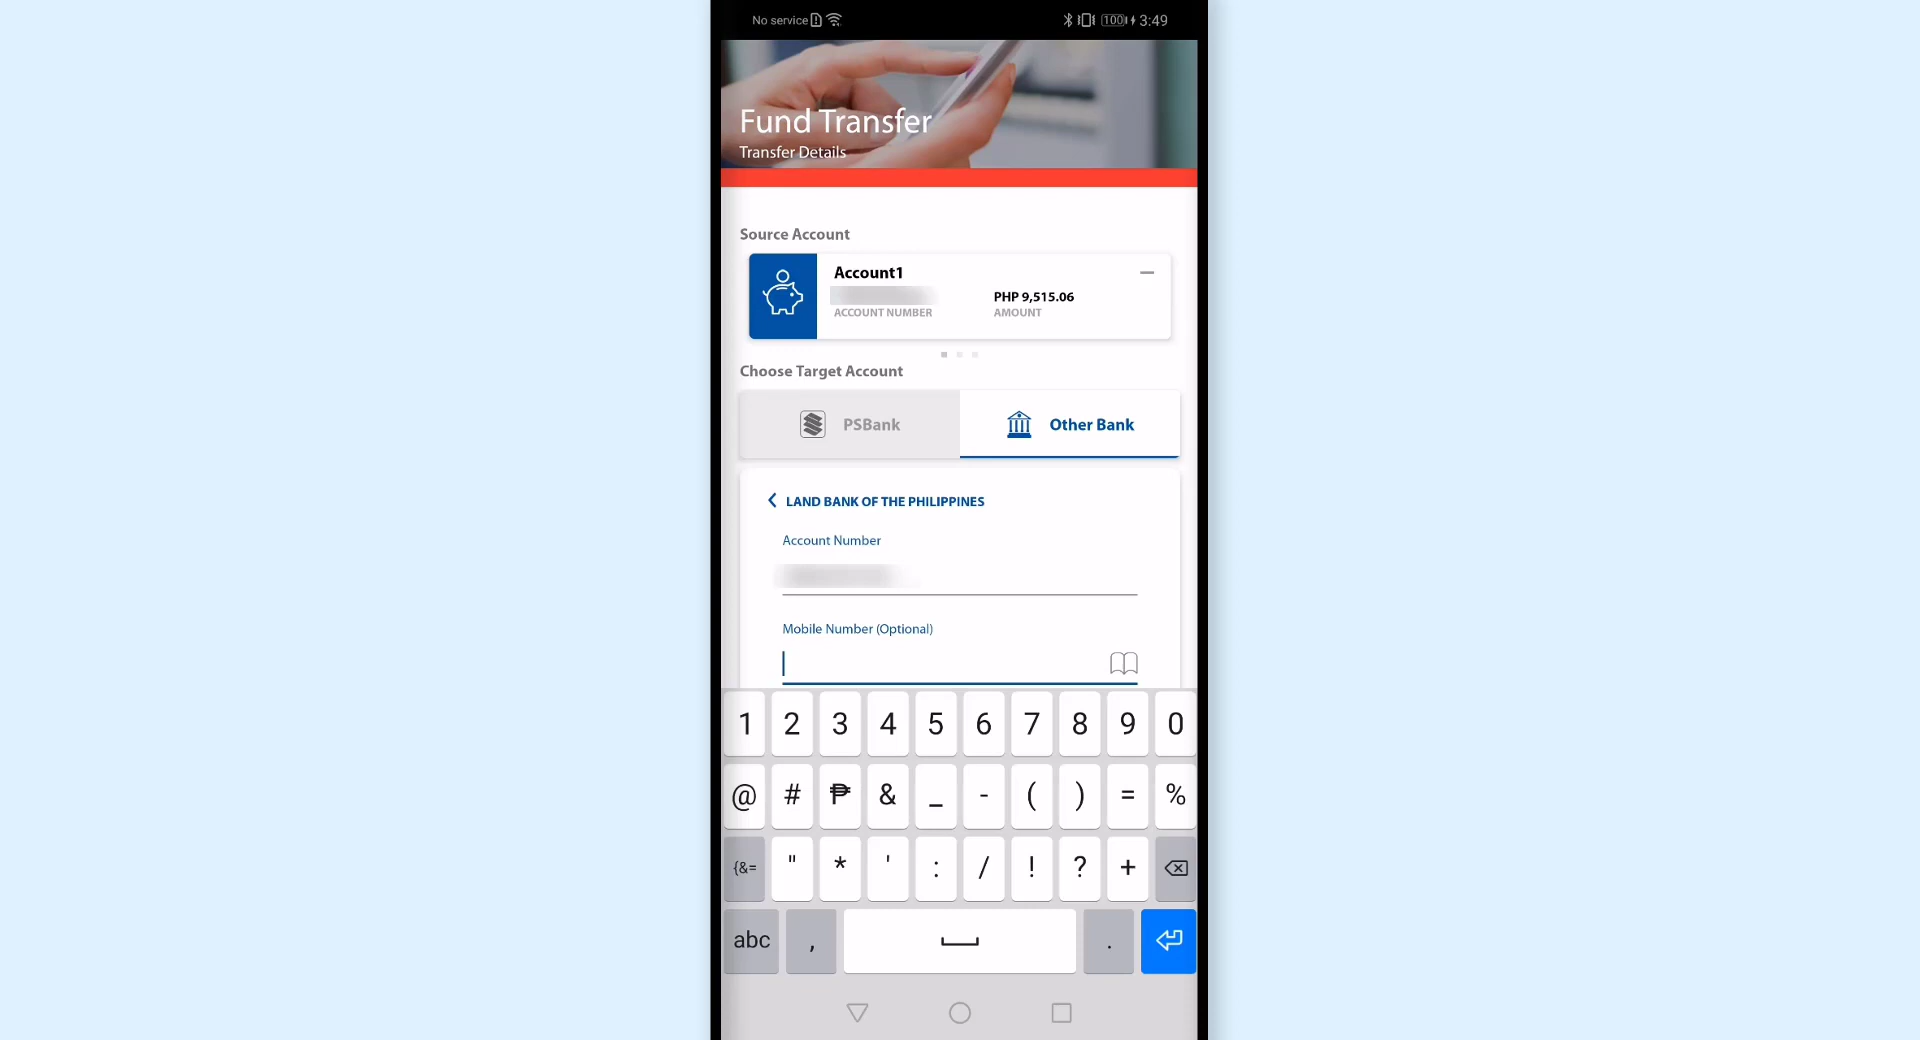 No service
100 3:49
Fund Transfer
Transfer Details
Source Account
Account1
PHP 9,515.06
ACCOUNT NUMBER AMOUNT
Choose Target Account
PSBank Other Bank
LAND BANK OF THE PHILIPPINES
Account Number
Mobile Number (Optional)
1 2 3 4 5 6 7 8 9 0
@ # ₱ & _ - ( ) = %
{&= " * ' : / ! ? +
abc , .